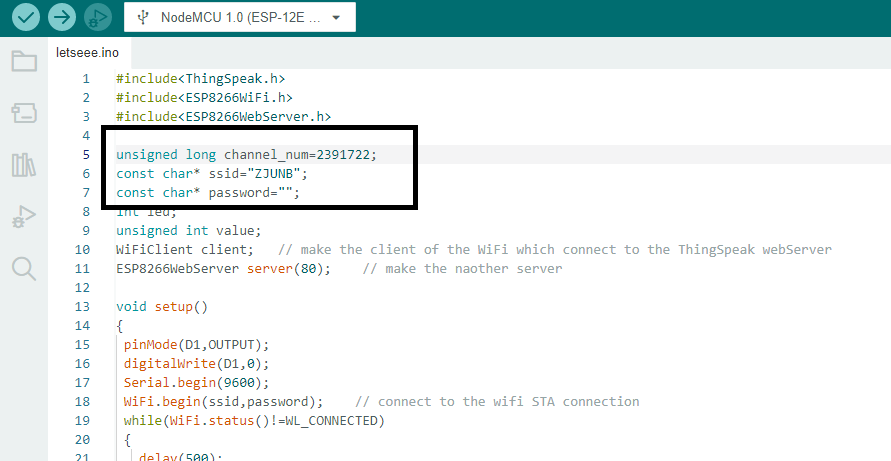 NodeMCU 1.0 (ESP-12E ...
letseee.ino
1 #include<ThingSpeak.h>
2 #include<ESP8266WiFi.h>
3 #include<ESP8266WebServer.h>
4
5 unsigned long channel_num=2391722;
6 const char* ssid="ZJUNB";
7 const char* password="";
8 int led;
9 unsigned int value;
10 WiFiClient client;   // make the client of the WiFi which connect to the ThingSpeak webServer
11 ESP8266WebServer server(80);    // make the naother server
12
13 void setup()
14 {
15 pinMode(D1,OUTPUT);
16 digitalWrite(D1,0);
17 Serial.begin(9600);
18 WiFi.begin(ssid,password);    // connect to the wifi STA connection
19 while(WiFi.status()!=WL_CONNECTED)
20 {
21 delay(500);